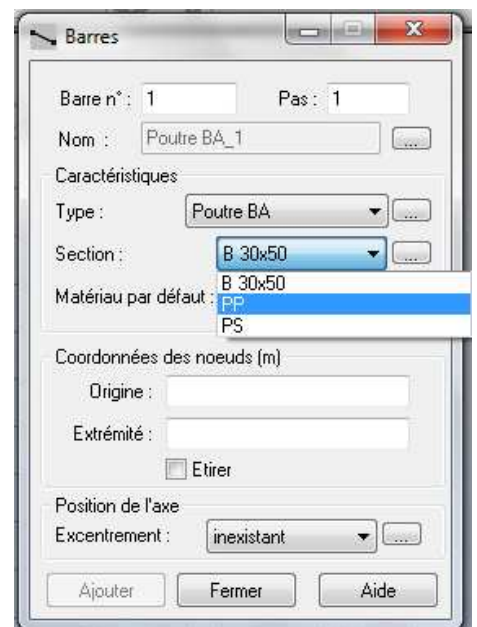 Barres
Barre n° : 1 Pas : 1
Nom : Poutre BA_1 ...
Caractéristiques
Type : Poutre BA ...
Section : B 30x50 ...
B 30x50
Matériau par défaut : PP
PS
Coordonnées des noeuds (m)
Origine :
Extrémité :
Etirer
Position de l'axe
Excentrement : inexistant ...
Ajouter Fermer Aide